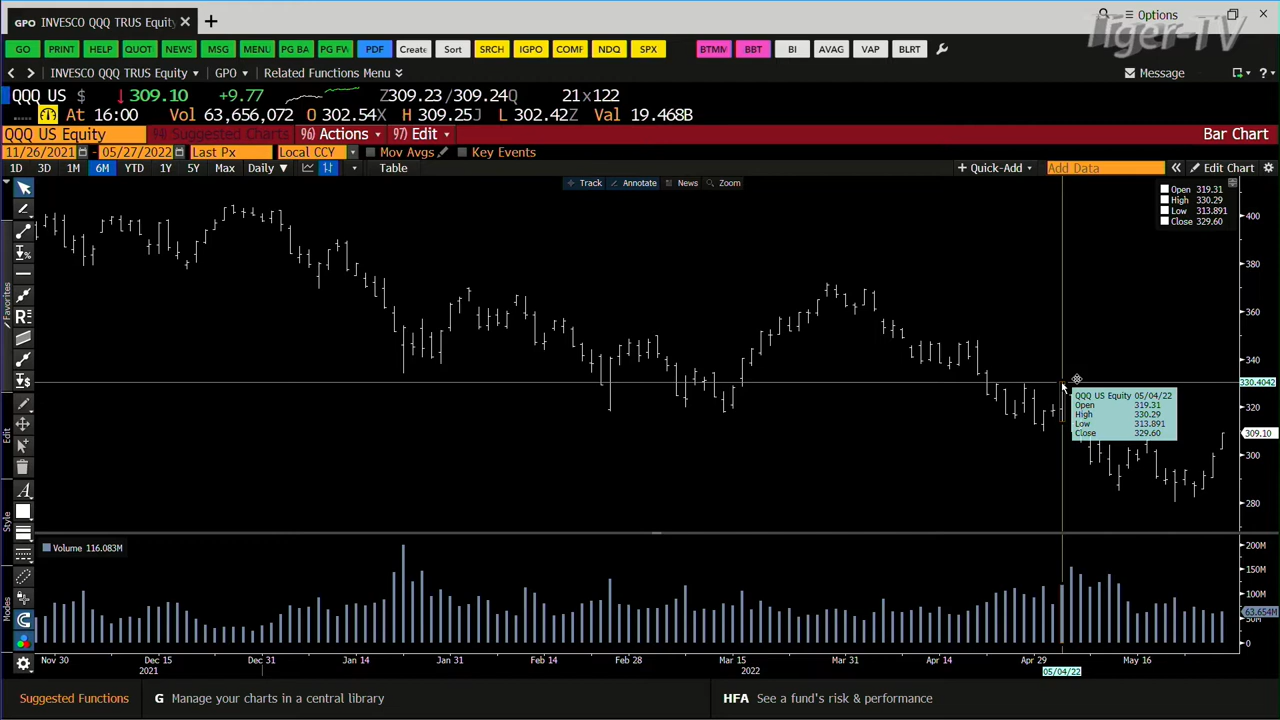 GPO INVESCO QQQ TRUS Equity
Options
Tiger-TV
GO PRINT HELP QUOT NEWS MSG MENU PG BA PG FW PDF Create Sort SRCH IGPO COMF NDQ SPX BTMM BBT BI AVAG VAP BLRT
INVESCO QQQ TRUS Equity GPO Related Functions Menu Message ?
QQQ US $ 309.10 +9.77 Z309.23/309.24Q 21x122
At 16:00 Vol 63,656,072 O 302.54X H 309.25J L 302.42Z Val 19.468B
QQQ US Equity 94) Suggested Charts 96) Actions 97) Edit Bar Chart
11/26/2021 - 05/27/2022 Last Px Local CCY Mov Avgs Key Events
1D 3D 1M 6M YTD 1Y 5Y Max Daily Table + Quick-Add Add Data Edit Chart
Track Annotate News Zoom
Open 319.31
High 330.29
Low 313.891
Close 329.60
400
380
360
340
330.4042
320
309.10
300
280
QQQ US Equity 05/04/22
Open 319.31
High 330.29
Low 313.891
Close 329.60
Favorites
Edit
Style
Modes
Volume 116.083M
200M
150M
63.654M
50M
0
Nov 30 Dec 15 Dec 31 Jan 14 Jan 31 Feb 14 Feb 28 Mar 15 Mar 31 Apr 14 Apr 29 May 16
2021 2022 05/04/22
Suggested Functions G Manage your charts in a central library HFA See a fund's risk & performance